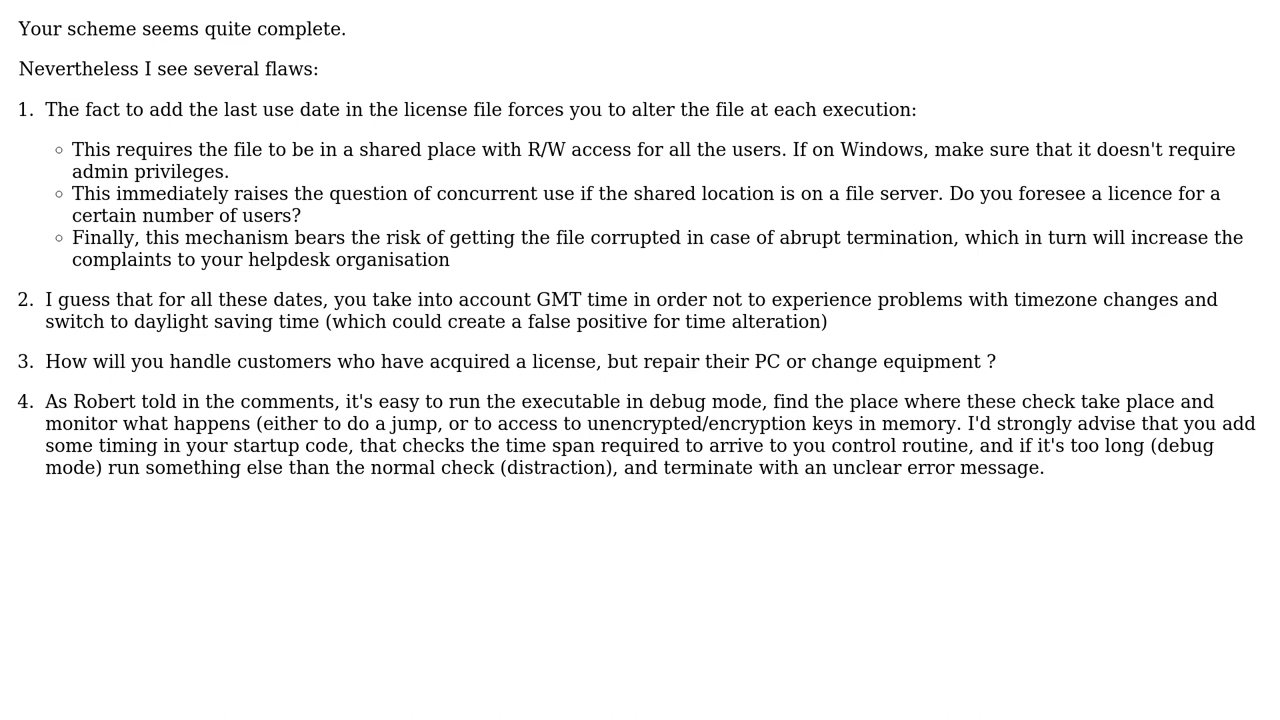 Your scheme seems quite complete.
Nevertheless I see several flaws:
1. The fact to add the last use date in the license file forces you to alter the file at each execution:
◦ This requires the file to be in a shared place with R/W access for all the users. If on Windows, make sure that it doesn't require
admin privileges.
◦ This immediately raises the question of concurrent use if the shared location is on a file server. Do you foresee a licence for a
certain number of users?
◦ Finally, this mechanism bears the risk of getting the file corrupted in case of abrupt termination, which in turn will increase the
complaints to your helpdesk organisation
2. I guess that for all these dates, you take into account GMT time in order not to experience problems with timezone changes and
switch to daylight saving time (which could create a false positive for time alteration)
3. How will you handle customers who have acquired a license, but repair their PC or change equipment ?
4. As Robert told in the comments, it's easy to run the executable in debug mode, find the place where these check take place and
monitor what happens (either to do a jump, or to access to unencrypted/encryption keys in memory. I'd strongly advise that you add
some timing in your startup code, that checks the time span required to arrive to you control routine, and if it's too long (debug
mode) run something else than the normal check (distraction), and terminate with an unclear error message.